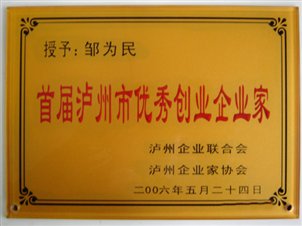 授予：邹为民
首届泸州市优秀创业企业家
泸州企业联合会
泸州企业家协会
二00六年五月二十四日